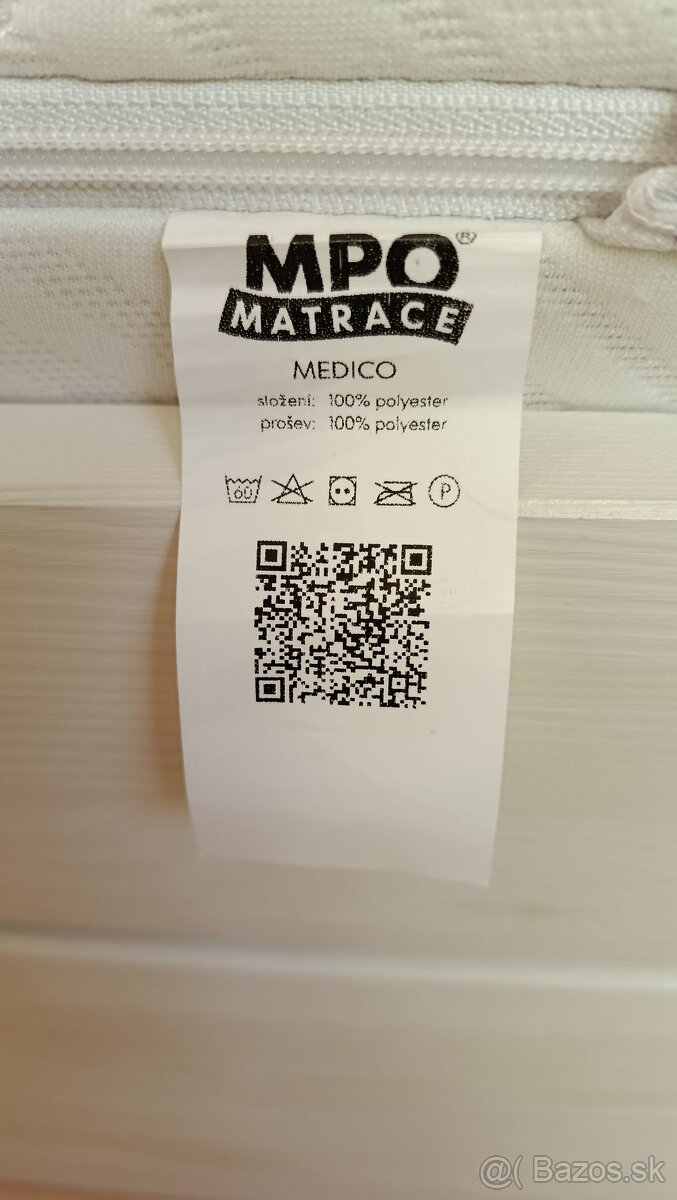 MPO®
MATRACE
MEDICO
složení: 100% polyester
prošev: 100% polyester
60 P
@( Bazos.sk